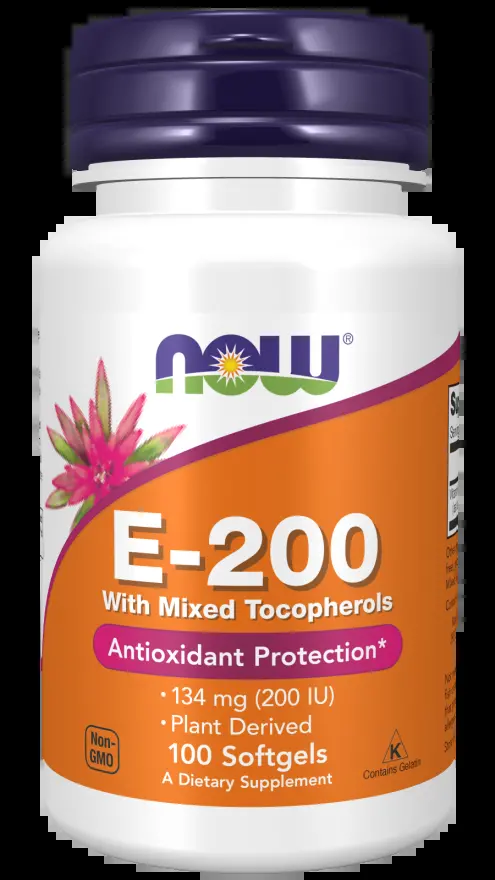 NOW®
E-200
With Mixed Tocopherols
Antioxidant Protection*
• 134 mg (200 IU)
• Plant Derived
100 Softgels
A Dietary Supplement
Non-
GMO
K
Contains Gelatin